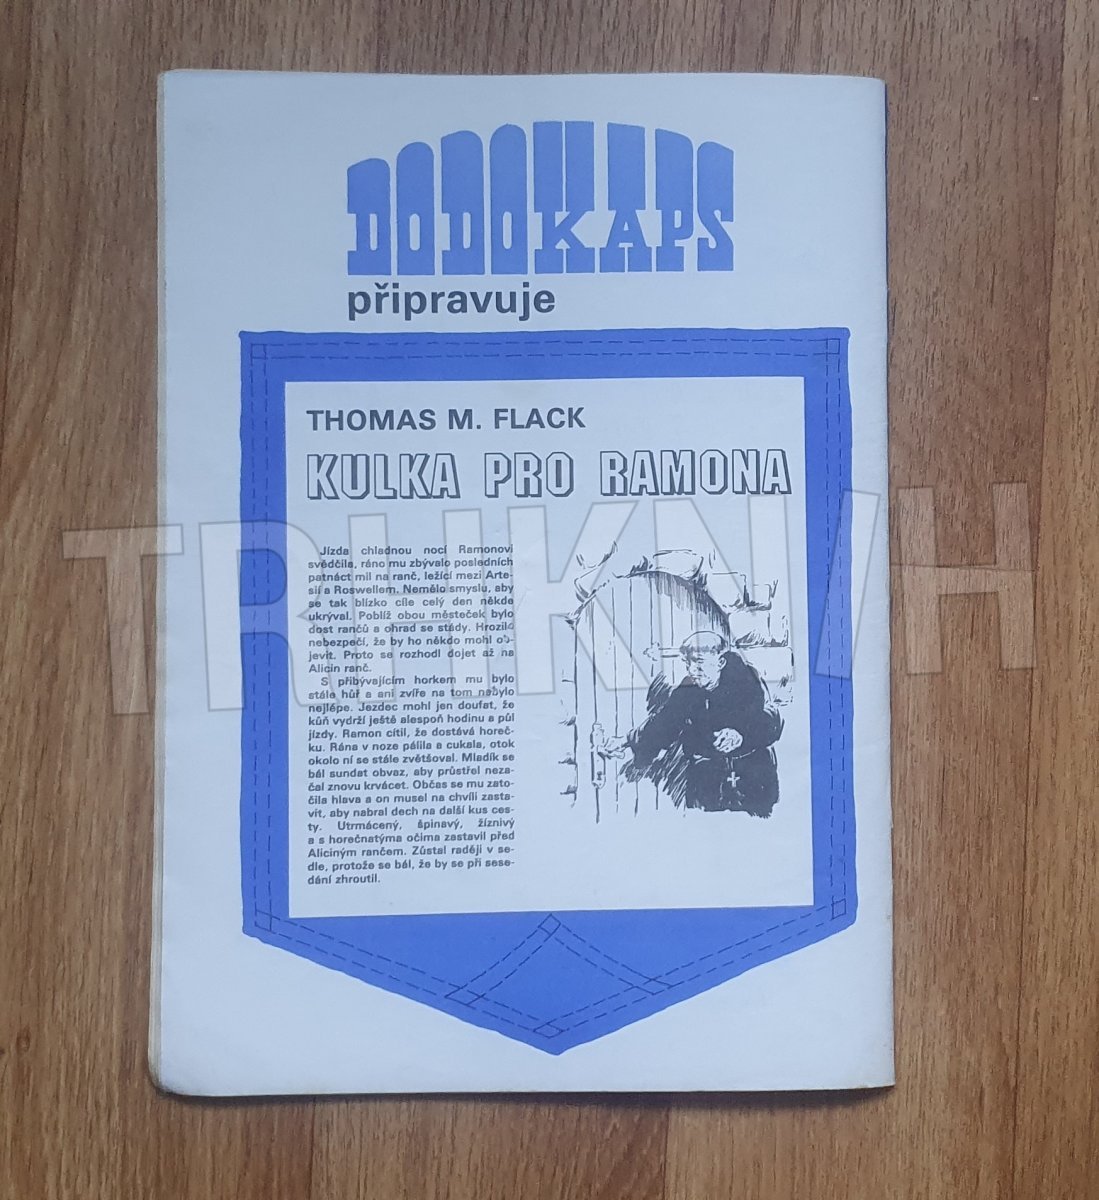 DODOKAPS
připravuje
THOMAS M. FLACK
KULKA PRO RAMONA
Jízda chladnou nocí Ramonovi
svědčila, ráno mu zbývalo posledních
patnáct mil na ranč, ležící mezi Arte-
sií a Roswellem. Nemělo smyslu, aby
se tak blízko cíle celý den někde
ukrýval. Poblíž obou městeček bylo
dost rančů a ohrad se stády. Hrozilo
nebezpečí, že by ho někdo mohl ob-
jevit. Proto se rozhodl dojet až na
Alicin ranč.
S přibývajícím horkem mu bylo
stále hůř a ani zvíře na tom nebylo
nejlépe. Jezdec mohl jen doufat, že
kůň vydrží ještě alespoň hodinu a půl
jízdy. Ramon cítil, že dostává horeč-
ku. Rána v noze pálila a cukala, otok
okolo ní se stále zvětšoval. Mladík se
bál sundat obvaz, aby průstřel neza-
čal znovu krvácet. Občas se mu zato-
čila hlava a on musel na chvíli zasta-
vit, aby nabral dech na další kus ces-
ty. Utrmácený, špinavý, žíznivý
a s horečnatýma očima zastavil před
Aliciným rančem. Zůstal raději v se-
dle, protože se bál, že by se při sese-
dání zhroutil.
TRHKNIH